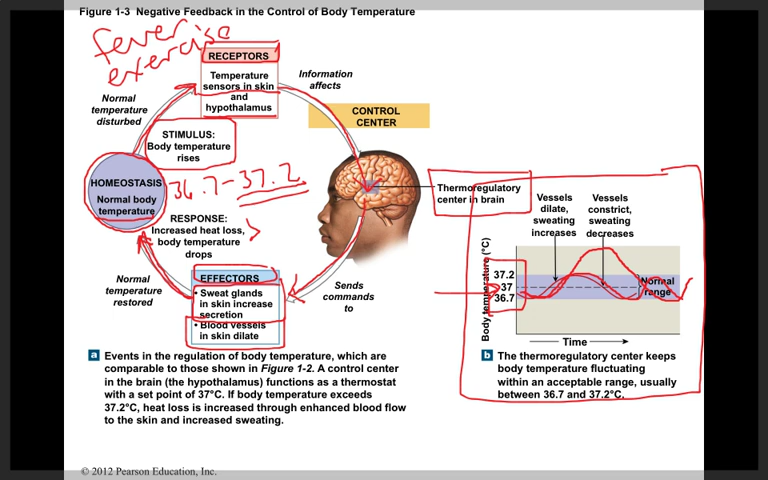 Figure 1-3 Negative Feedback in the Control of Body Temperature
fever
exercise
RECEPTORS
Temperature
sensors in skin
and
hypothalamus
Information
affects
Normal
temperature
disturbed
CONTROL
CENTER
STIMULUS:
Body temperature
rises
HOMEOSTASIS
Normal body
temperature
36.7-37.2
Thermoregulatory
center in brain
RESPONSE:
Increased heat loss,
body temperature
drops
Normal
temperature
restored
EFFECTORS
• Sweat glands
in skin increase
secretion
• Blood vessels
in skin dilate
Sends
commands
to
Vessels
dilate,
sweating
increases
Vessels
constrict,
sweating
decreases
Body temperature (°C)
37.2
37
36.7
Normal
range
Time
a Events in the regulation of body temperature, which are
comparable to those shown in Figure 1-2. A control center
in the brain (the hypothalamus) functions as a thermostat
with a set point of 37°C. If body temperature exceeds
37.2°C, heat loss is increased through enhanced blood flow
to the skin and increased sweating.
b The thermoregulatory center keeps
body temperature fluctuating
within an acceptable range, usually
between 36.7 and 37.2°C.
© 2012 Pearson Education, Inc.